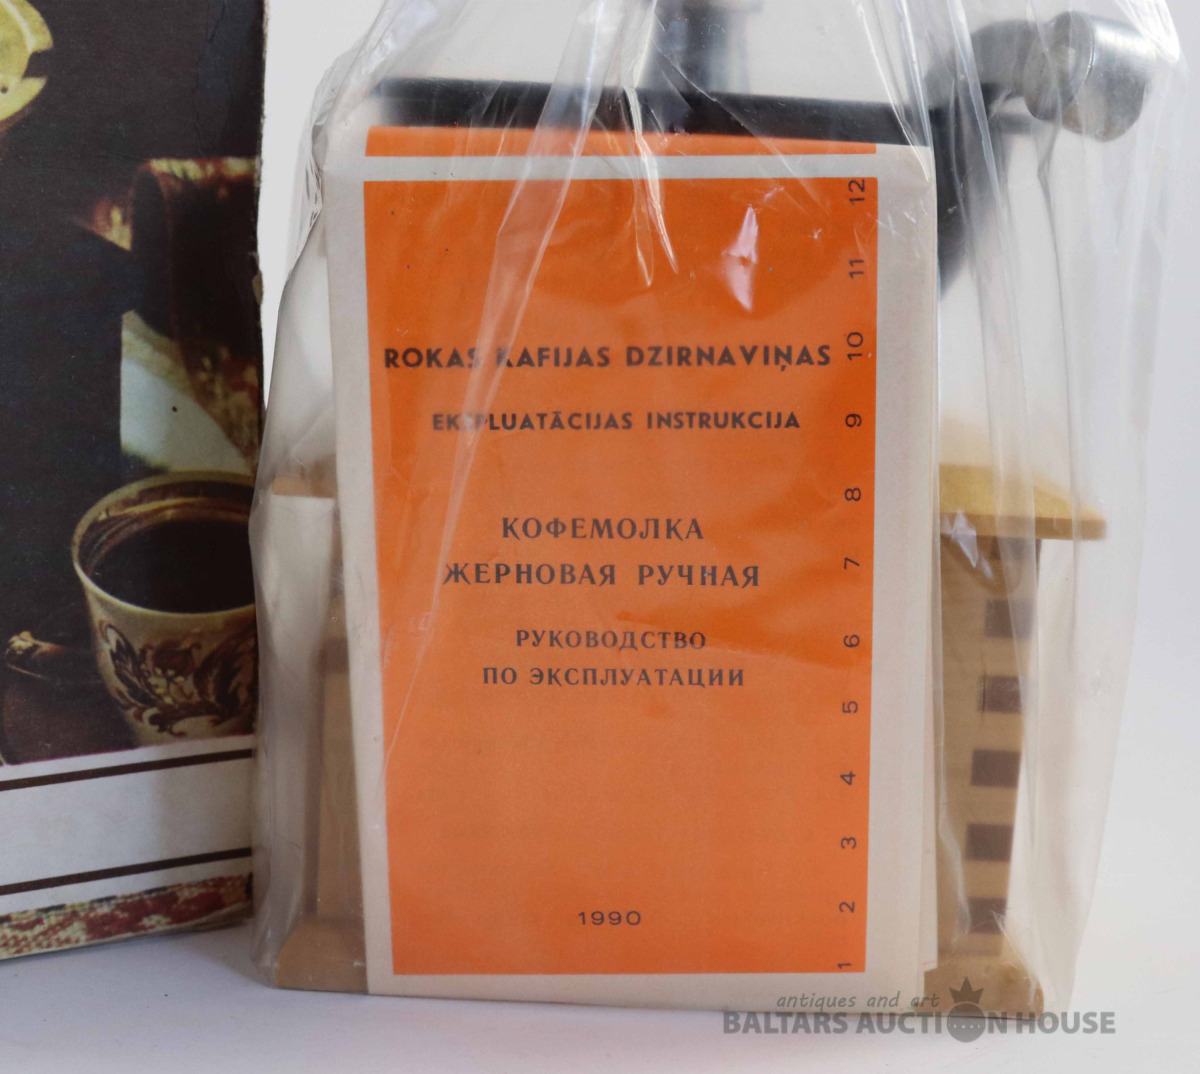 ROKAS KAFIJAS DZIRNAVIŅAS
EKSPLUATĀCIJAS INSTRUKCIJA
КОФЕМОЛКА
ЖЕРНОВАЯ РУЧНАЯ
РУКОВОДСТВО
ПО ЭКСПЛУАТАЦИИ
1990
12
11
10
9
8
7
6
5
4
3
2
1
antiques and art
BALTARS AUCTION HOUSE